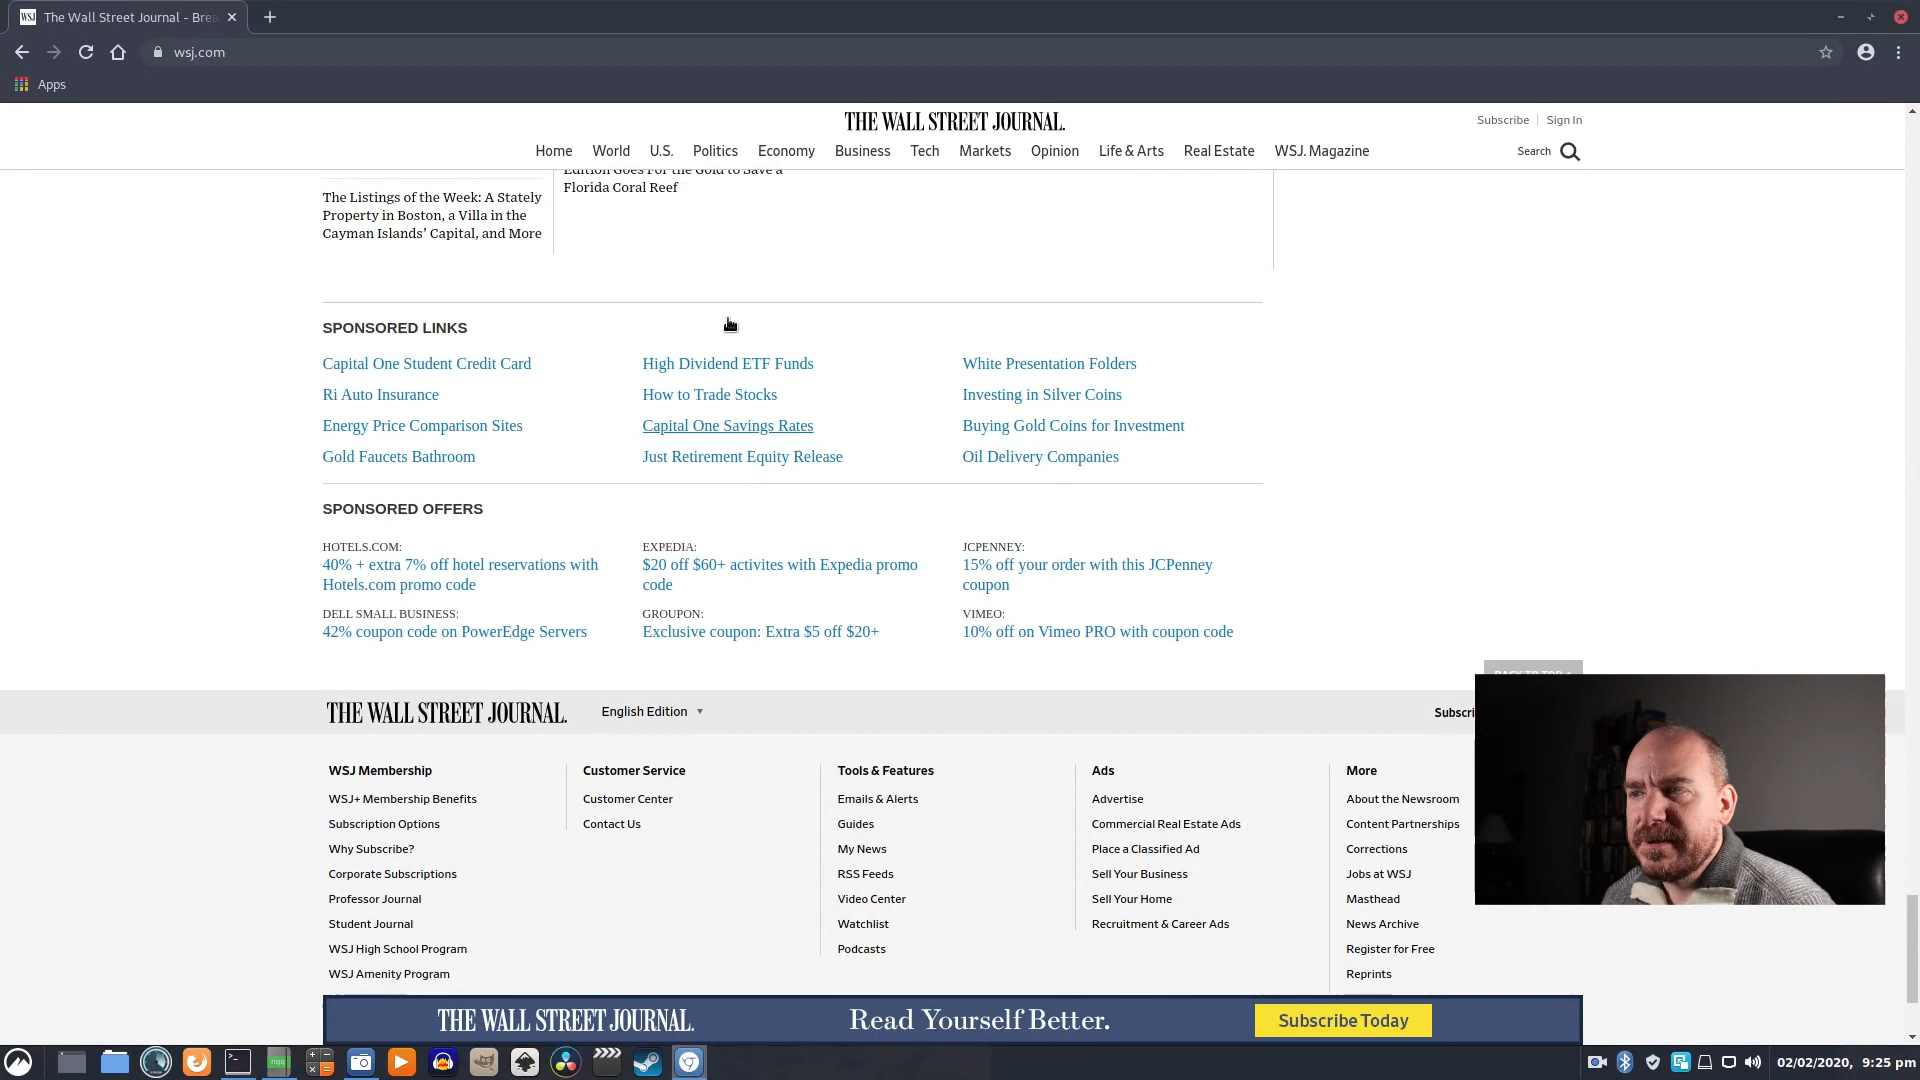 The Wall Street Journal - Brea
wsj.com
Apps
THE WALL STREET JOURNAL.
Subscribe | Sign In
Home World U.S. Politics Economy Business Tech Markets Opinion Life & Arts Real Estate WSJ. Magazine
Search
Edition Goes For the Gold to Save a
Florida Coral Reef
The Listings of the Week: A Stately
Property in Boston, a Villa in the
Cayman Islands’ Capital, and More
SPONSORED LINKS
Capital One Student Credit Card
High Dividend ETF Funds
White Presentation Folders
Ri Auto Insurance
How to Trade Stocks
Investing in Silver Coins
Energy Price Comparison Sites
Capital One Savings Rates
Buying Gold Coins for Investment
Gold Faucets Bathroom
Just Retirement Equity Release
Oil Delivery Companies
SPONSORED OFFERS
HOTELS.COM:
40% + extra 7% off hotel reservations with
Hotels.com promo code
EXPEDIA:
$20 off $60+ activites with Expedia promo
code
JCPENNEY:
15% off your order with this JCPenney
coupon
DELL SMALL BUSINESS:
42% coupon code on PowerEdge Servers
GROUPON:
Exclusive coupon: Extra $5 off $20+
VIMEO:
10% off on Vimeo PRO with coupon code
THE WALL STREET JOURNAL.
English Edition
Subscri
WSJ Membership
WSJ+ Membership Benefits
Subscription Options
Why Subscribe?
Corporate Subscriptions
Professor Journal
Student Journal
WSJ High School Program
WSJ Amenity Program
Customer Service
Customer Center
Contact Us
Tools & Features
Emails & Alerts
Guides
My News
RSS Feeds
Video Center
Watchlist
Podcasts
Ads
Advertise
Commercial Real Estate Ads
Place a Classified Ad
Sell Your Business
Sell Your Home
Recruitment & Career Ads
More
About the Newsroom
Content Partnerships
Corrections
Jobs at WSJ
Masthead
News Archive
Register for Free
Reprints
THE WALL STREET JOURNAL.
Read Yourself Better.
Subscribe Today
02/02/2020, 9:25 pm